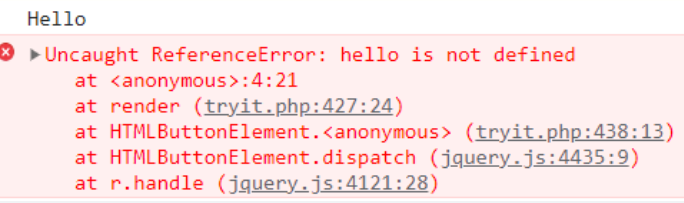 Hello
Uncaught ReferenceError: hello is not defined
at <anonymous>:4:21
at render (tryit.php:427:24)
at HTMLButtonElement.<anonymous> (tryit.php:438:13)
at HTMLButtonElement.dispatch (jquery.js:4435:9)
at r.handle (jquery.js:4121:28)